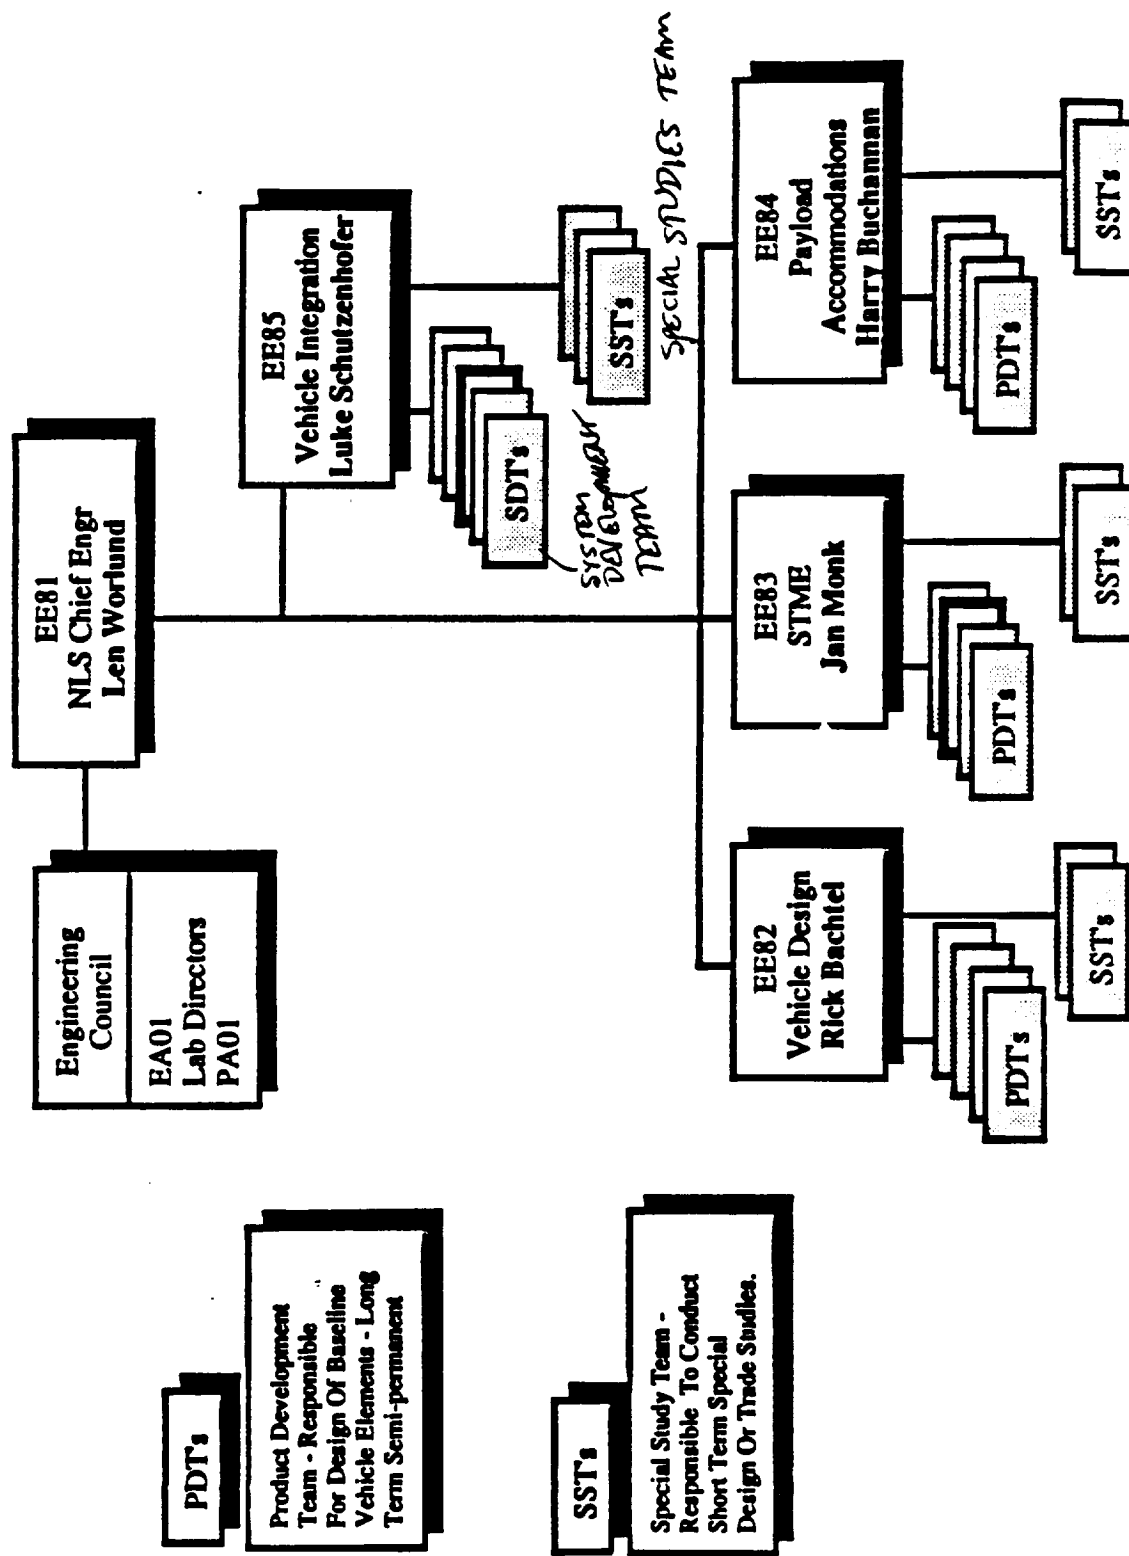 EE81
NLS Chief Engr
Len Worlund
Engineering
Council
EA01
Lab Directors
PA01
EE85
Vehicle Integration
Luke Schutzenhofer
SDT's
SYSTEM
DEVELOPMENT
TEAM
SST's
SPECIAL STUDIES TEAM
EE82
Vehicle Design
Rick Bachtel
PDT's
SST's
EE83
STME
Jan Monk
PDT's
SST's
EE84
Payload
Accommodations
Harry Buchannan
PDT's
SST's
PDT's
Product Development
Team - Responsible
For Design Of Baseline
Vehicle Elements - Long
Term Semi-permanent
SST's
Special Study Team -
Responsible To Conduct
Short Term Special
Design Or Trade Studies.